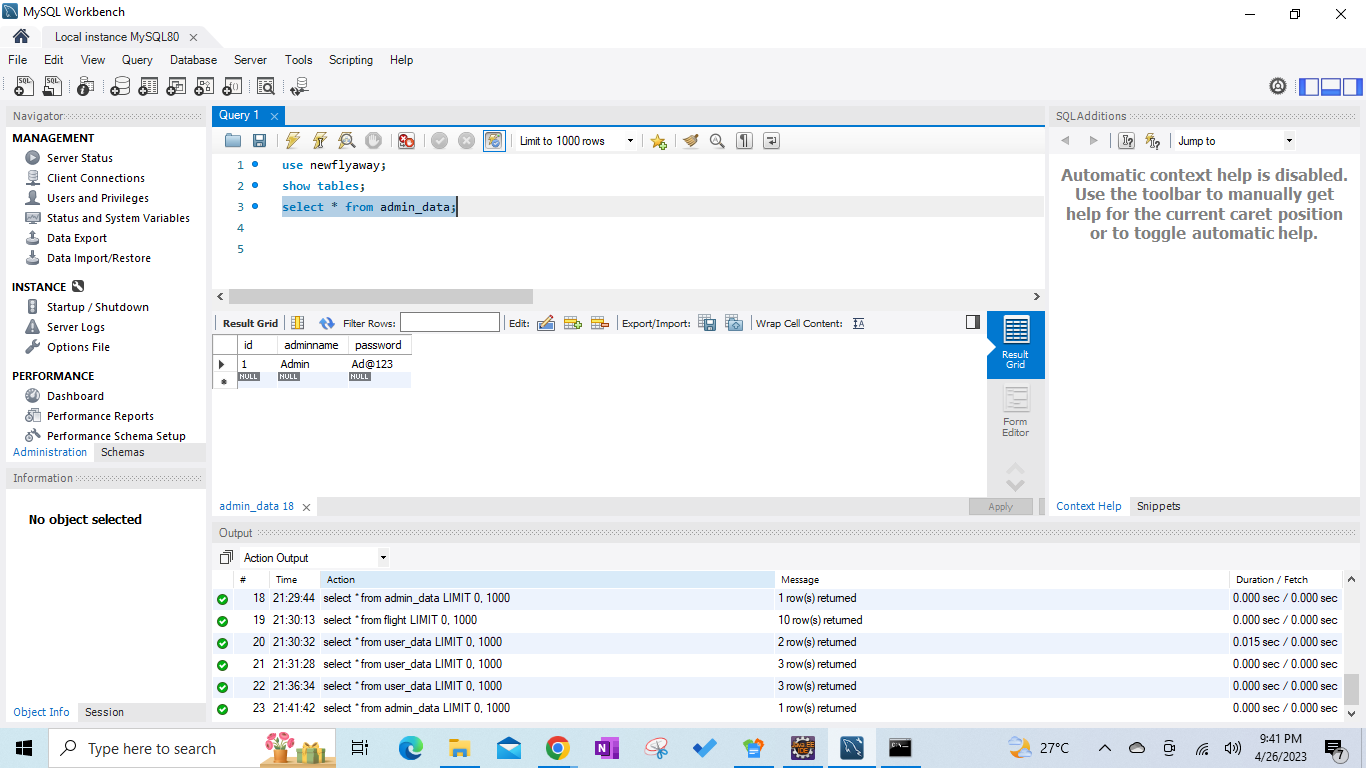 MySQL Workbench
Local instance MySQL80
File Edit View Query Database Server Tools Scripting Help
Navigator
MANAGEMENT
Server Status
Client Connections
Users and Privileges
Status and System Variables
Data Export
Data Import/Restore
INSTANCE
Startup / Shutdown
Server Logs
Options File
PERFORMANCE
Dashboard
Performance Reports
Performance Schema Setup
Administration Schemas
Information
No object selected
Object Info Session
Query 1
Limit to 1000 rows
1 use newflyaway;
2 show tables;
3 select * from admin_data;
4
5
Result Grid Filter Rows: Edit: Export/Import: Wrap Cell Content:
id adminname password
1 Admin Ad@123
NULL NULL NULL
Result Grid
Form Editor
admin_data 18 Apply
SQLAdditions
Jump to
Automatic context help is disabled.
Use the toolbar to manually get
help for the current caret position
or to toggle automatic help.
Context Help Snippets
Output
Action Output
# Time Action Message Duration / Fetch
18 21:29:44 select * from admin_data LIMIT 0, 1000 1 row(s) returned 0.000 sec / 0.000 sec
19 21:30:13 select * from flight LIMIT 0, 1000 10 row(s) returned 0.000 sec / 0.000 sec
20 21:30:32 select * from user_data LIMIT 0, 1000 2 row(s) returned 0.015 sec / 0.000 sec
21 21:31:28 select * from user_data LIMIT 0, 1000 3 row(s) returned 0.000 sec / 0.000 sec
22 21:36:34 select * from user_data LIMIT 0, 1000 3 row(s) returned 0.000 sec / 0.000 sec
23 21:41:42 select * from admin_data LIMIT 0, 1000 1 row(s) returned 0.000 sec / 0.000 sec
Type here to search
27°C
9:41 PM
4/26/2023
7